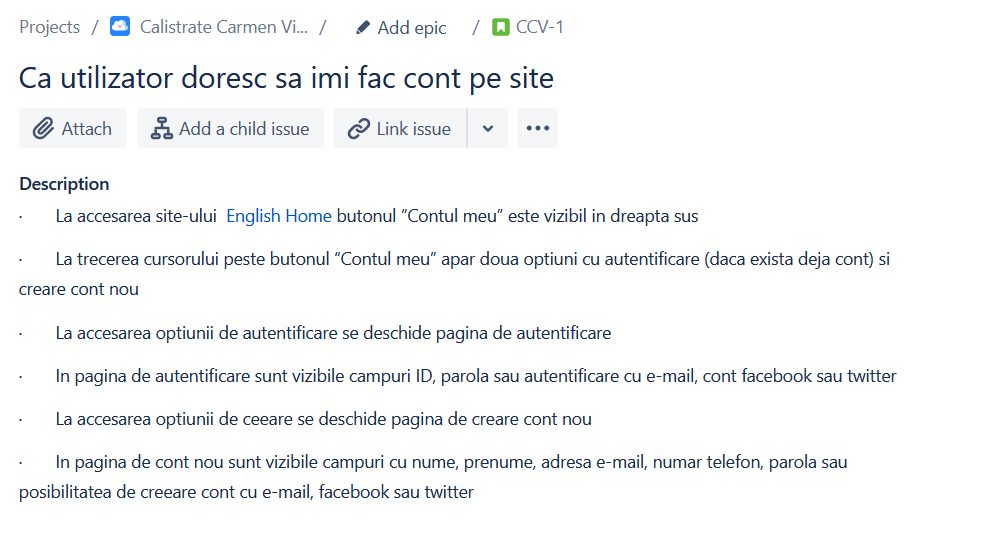 Projects / Calistrate Carmen Vi... / Add epic / CCV-1
Ca utilizator doresc sa imi fac cont pe site
Attach Add a child issue Link issue
Description
· La accesarea site-ului English Home butonul “Contul meu” este vizibil in dreapta sus
· La trecerea cursorului peste butonul “Contul meu” apar doua optiuni cu autentificare (daca exista deja cont) si
creare cont nou
· La accesarea optiunii de autentificare se deschide pagina de autentificare
· In pagina de autentificare sunt vizibile campuri ID, parola sau autentificare cu e-mail, cont facebook sau twitter
· La accesarea optiunii de ceeare se deschide pagina de creare cont nou
· In pagina de cont nou sunt vizibile campuri cu nume, prenume, adresa e-mail, numar telefon, parola sau
posibilitatea de creeare cont cu e-mail, facebook sau twitter